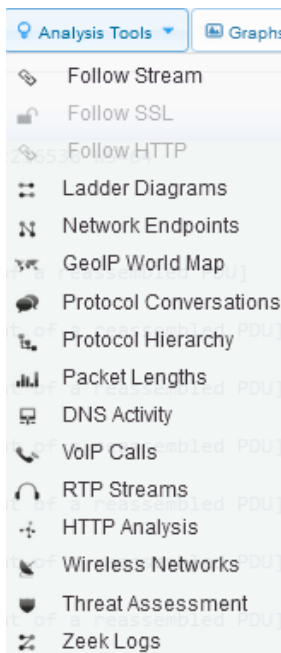 Analysis Tools Graphs
Follow Stream
Follow SSL
Follow HTTP
Ladder Diagrams
Network Endpoints
GeoIP World Map
Protocol Conversations
Protocol Hierarchy
Packet Lengths
DNS Activity
VoIP Calls
RTP Streams
HTTP Analysis
Wireless Networks
Threat Assessment
Zeek Logs